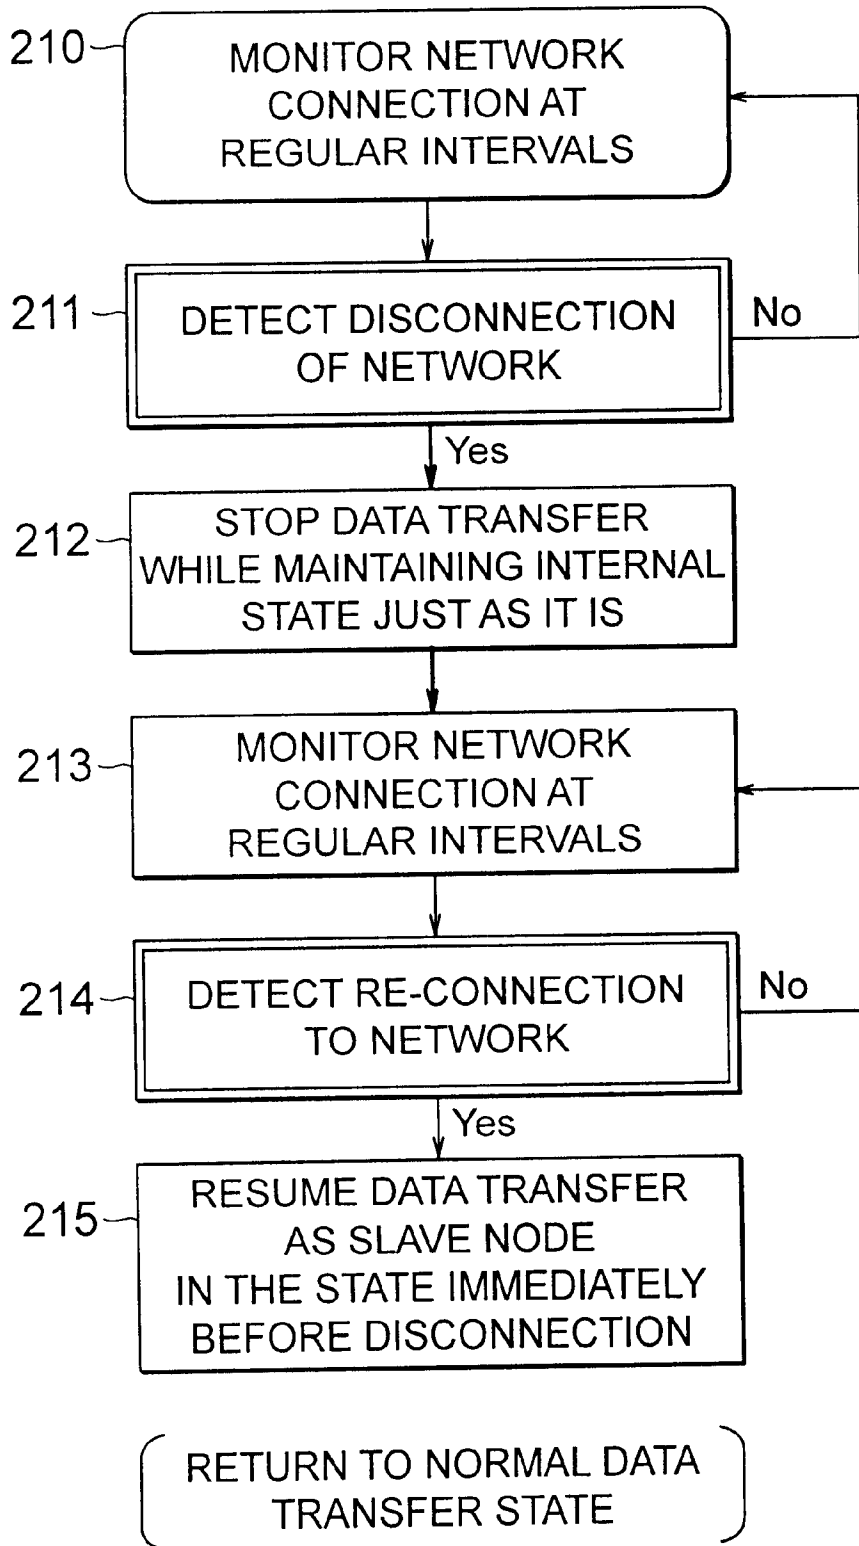 210
MONITOR NETWORK
CONNECTION AT
REGULAR INTERVALS
211
DETECT DISCONNECTION
OF NETWORK
No
Yes
212
STOP DATA TRANSFER
WHILE MAINTAINING INTERNAL
STATE JUST AS IT IS
213
MONITOR NETWORK
CONNECTION AT
REGULAR INTERVALS
214
DETECT RE-CONNECTION
TO NETWORK
No
Yes
215
RESUME DATA TRANSFER
AS SLAVE NODE
IN THE STATE IMMEDIATELY
BEFORE DISCONNECTION
RETURN TO NORMAL DATA
TRANSFER STATE